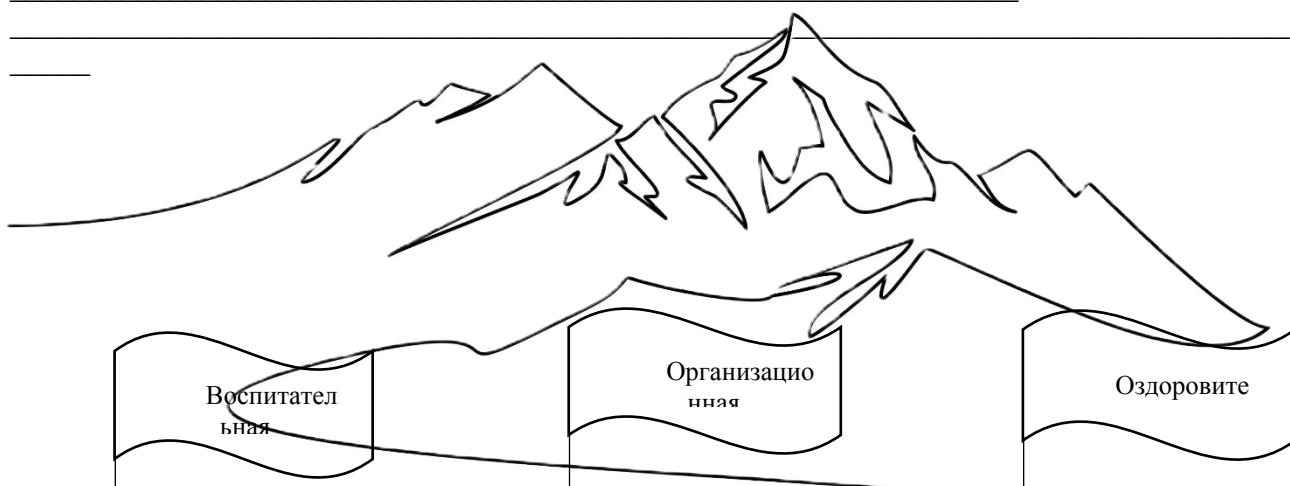 Воспитател
ьная
Организацио
нная
Оздоровите